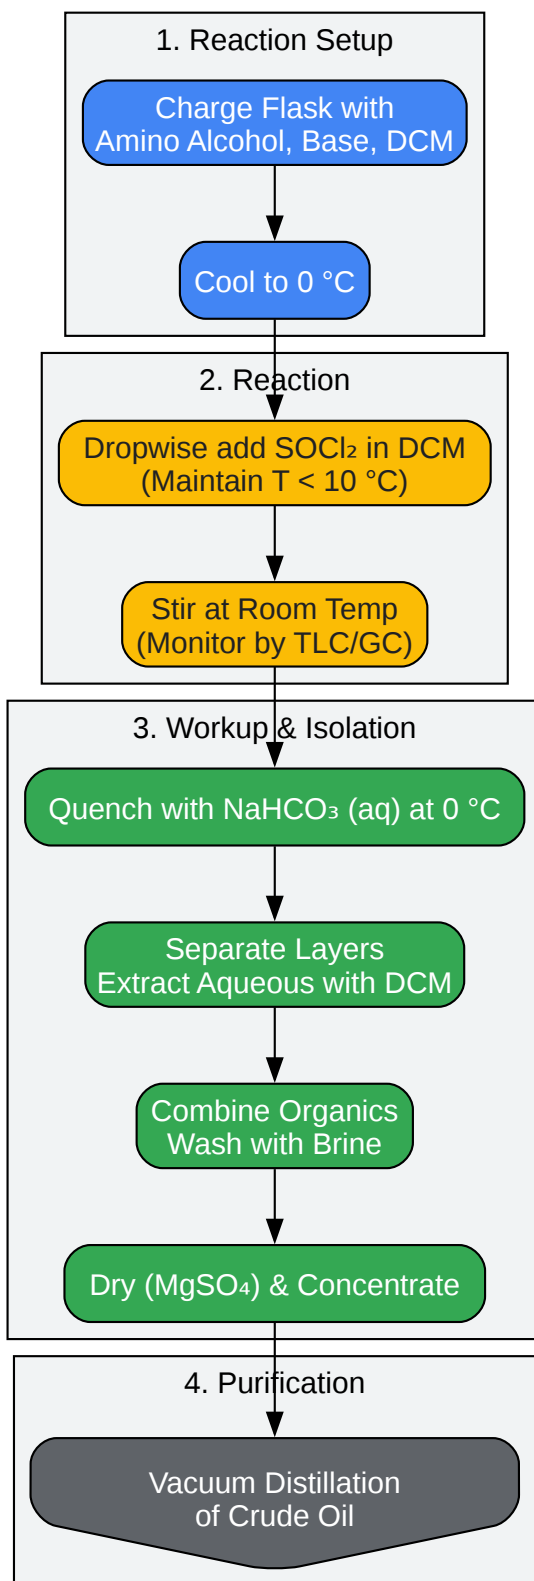 1. Reaction Setup
Charge Flask with
Amino Alcohol, Base, DCM
Cool to 0 °C
2. Reaction
Dropwise add SOCl₂ in DCM
(Maintain T < 10 °C)
Stir at Room Temp
(Monitor by TLC/GC)
3. Workup & Isolation
Quench with NaHCO₃ (aq) at 0 °C
Separate Layers
Extract Aqueous with DCM
Combine Organics
Wash with Brine
Dry (MgSO₄) & Concentrate
4. Purification
Vacuum Distillation
of Crude Oil